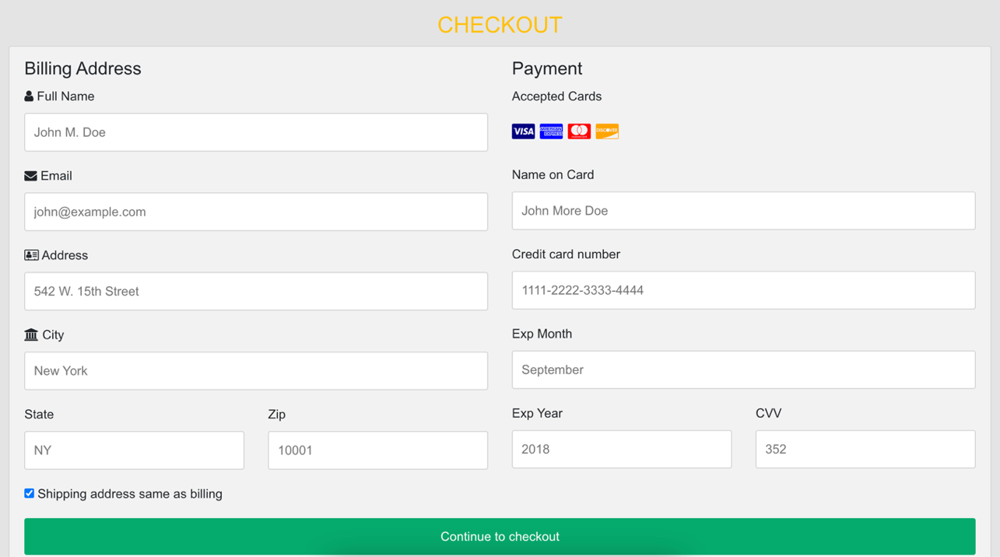 CHECKOUT
Billing Address
Full Name
John M. Doe
Email
john@example.com
Address
542 W. 15th Street
City
New York
State Zip
NY 10001
Shipping address same as billing
Payment
Accepted Cards
VISA AMERICAN EXPRESS mastercard DISCOVER
Name on Card
John More Doe
Credit card number
1111-2222-3333-4444
Exp Month
September
Exp Year CVV
2018 352
Continue to checkout